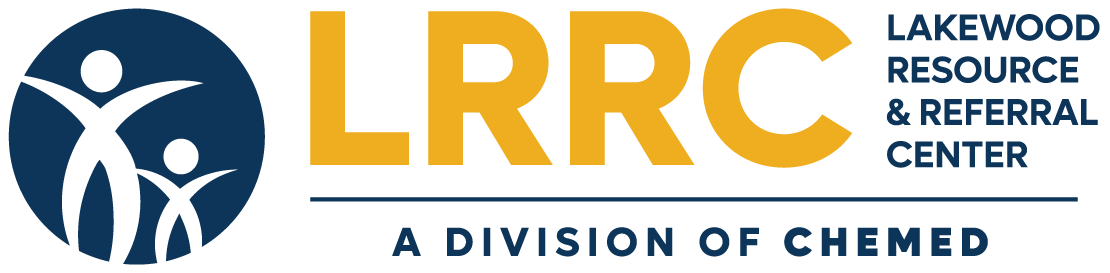 LRRC
LAKEWOOD
RESOURCE
& REFERRAL
CENTER
A DIVISION OF CHEMED